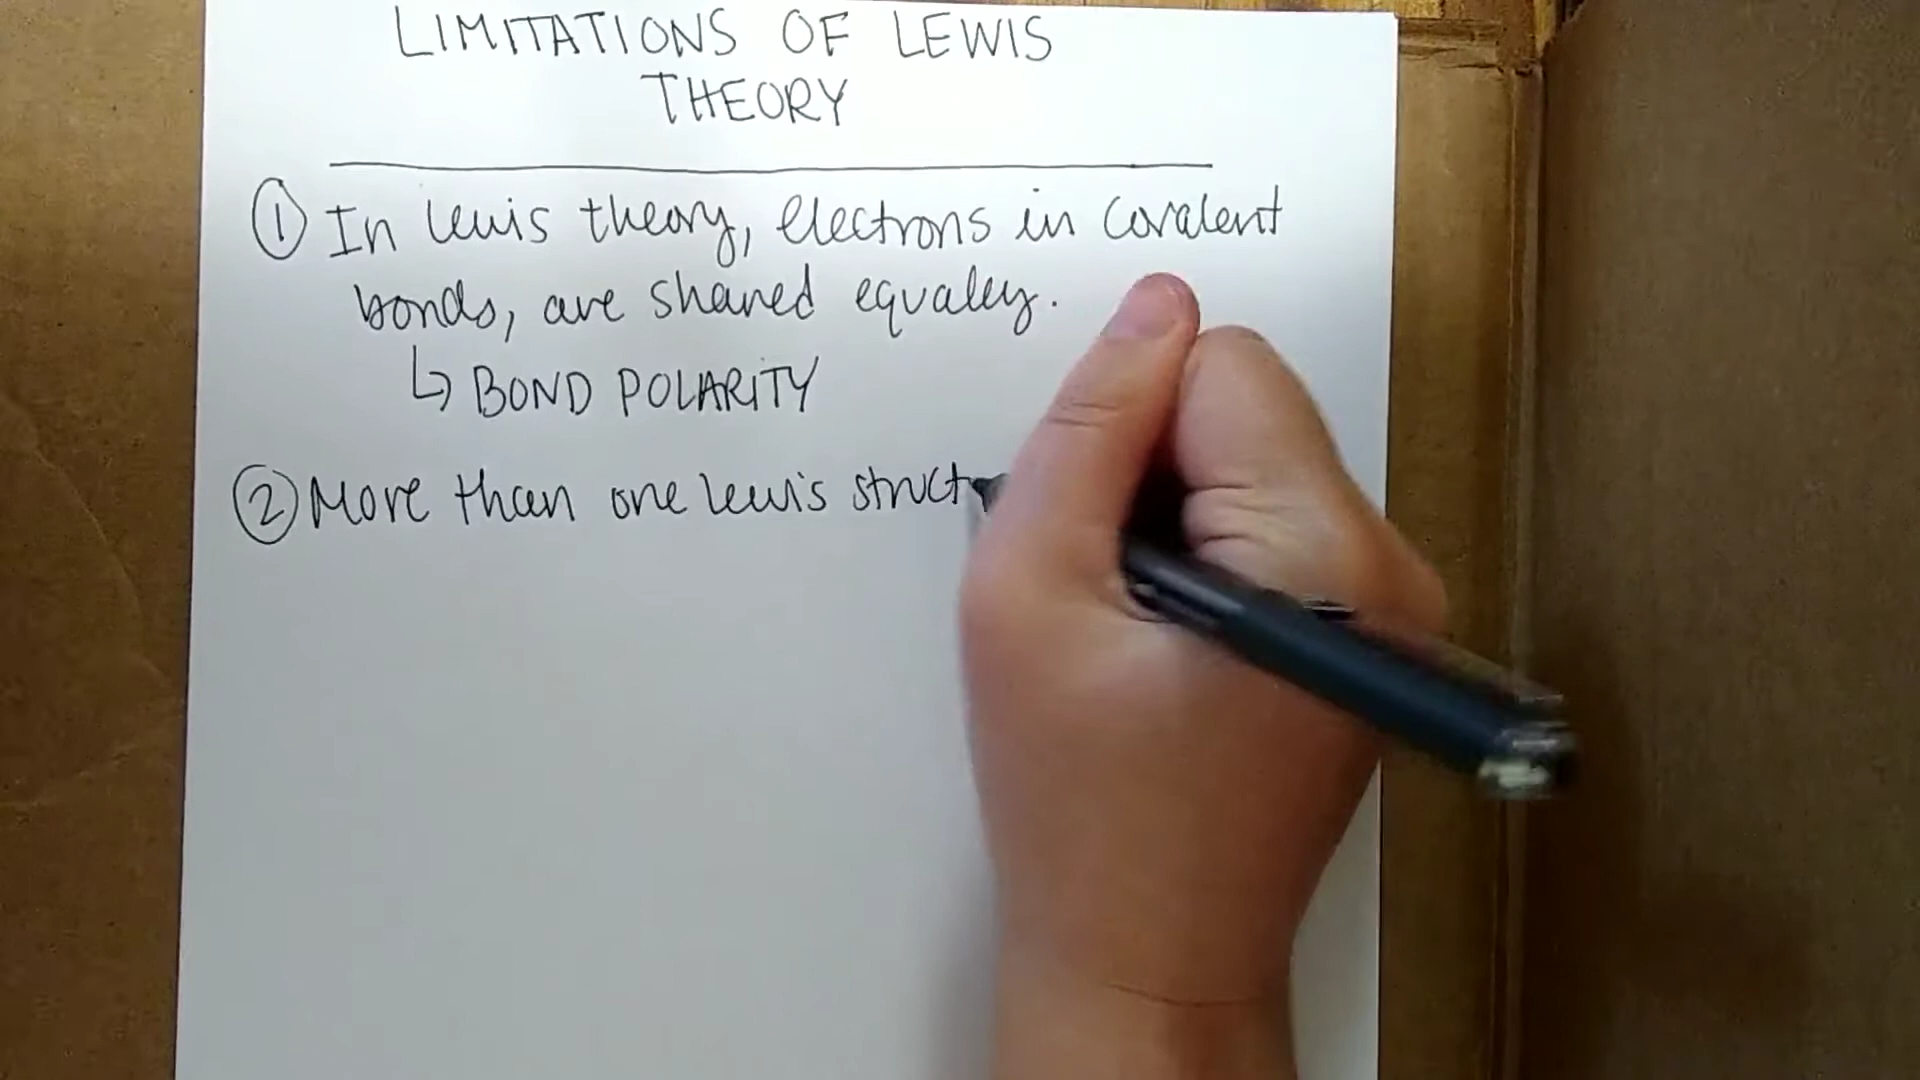 LIMITATIONS OF LEWIS
THEORY
① In lewis theory, electrons in covalent
bonds, are shared equaley.
↳ BOND POLARITY
② More than one lewis struct